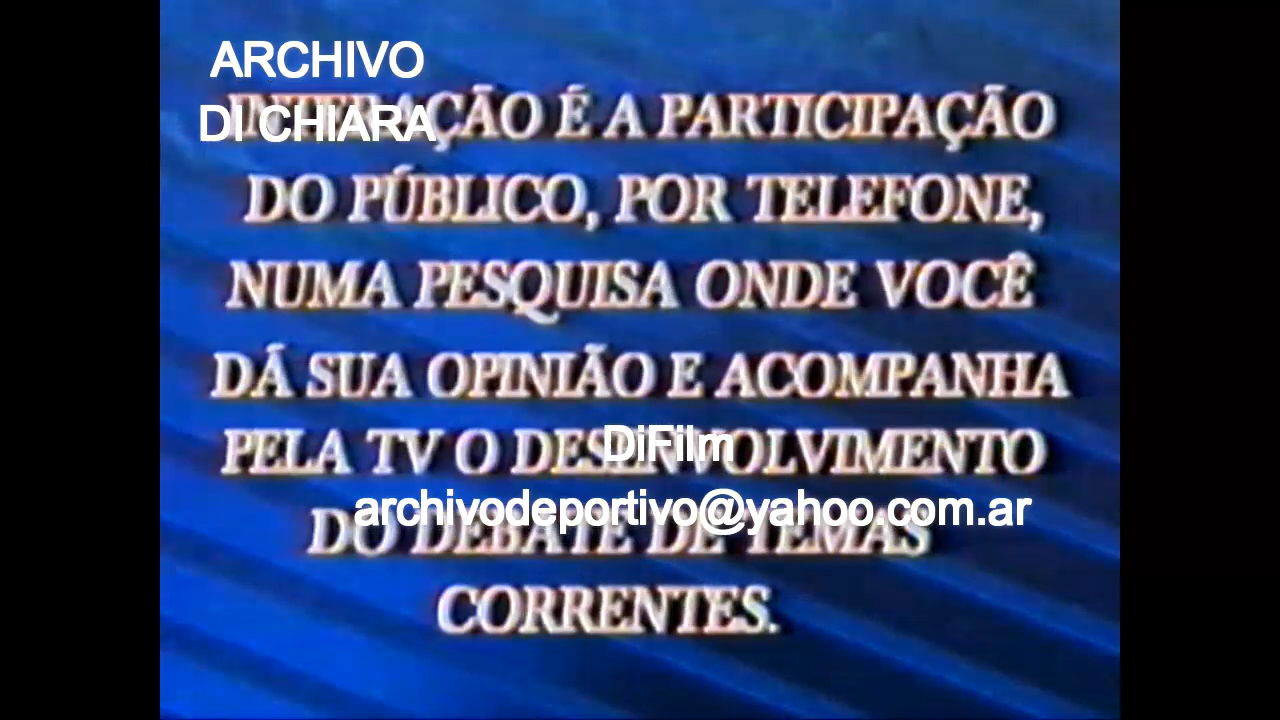 ARCHIVO
DI CHIARA
INTERAÇÃO É A PARTICIPAÇÃO
DO PÚBLICO, POR TELEFONE,
NUMA PESQUISA ONDE VOCÊ
DÁ SUA OPINIÃO E ACOMPANHA
PELA TV O DESENVOLVIMENTO
DiFilm
archivodeportivo@yahoo.com.ar
DO DEBATE DE TEMAS
CORRENTES.